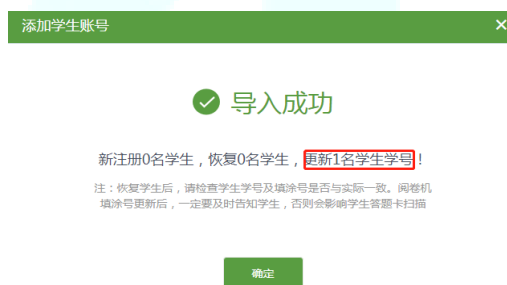 添加学生账号
导入成功
新注册0名学生，恢复0名学生，更新1名学生学号！
注：恢复学生后，请检查学生学号及填涂号是否与实际一致。阅卷机
填涂号更新后，一定要及时告知学生，否则会影响学生答题卡扫描
确定